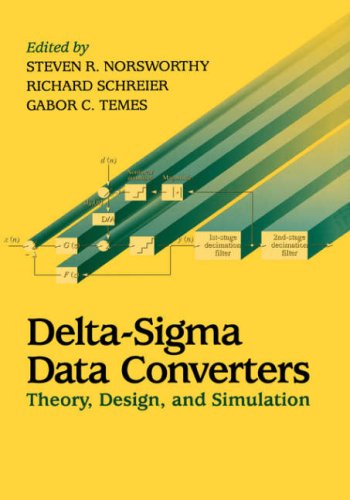 Edited by
STEVEN R. NORSWORTHY
RICHARD SCHREIER
GABOR C. TEMES
d(n)
D/A
x(n)
G(z)
y(n)
1st-stage
decimation
filter
2nd-stage
decimation
filter
F(z)
Delta-Sigma
Data Converters
Theory, Design, and Simulation